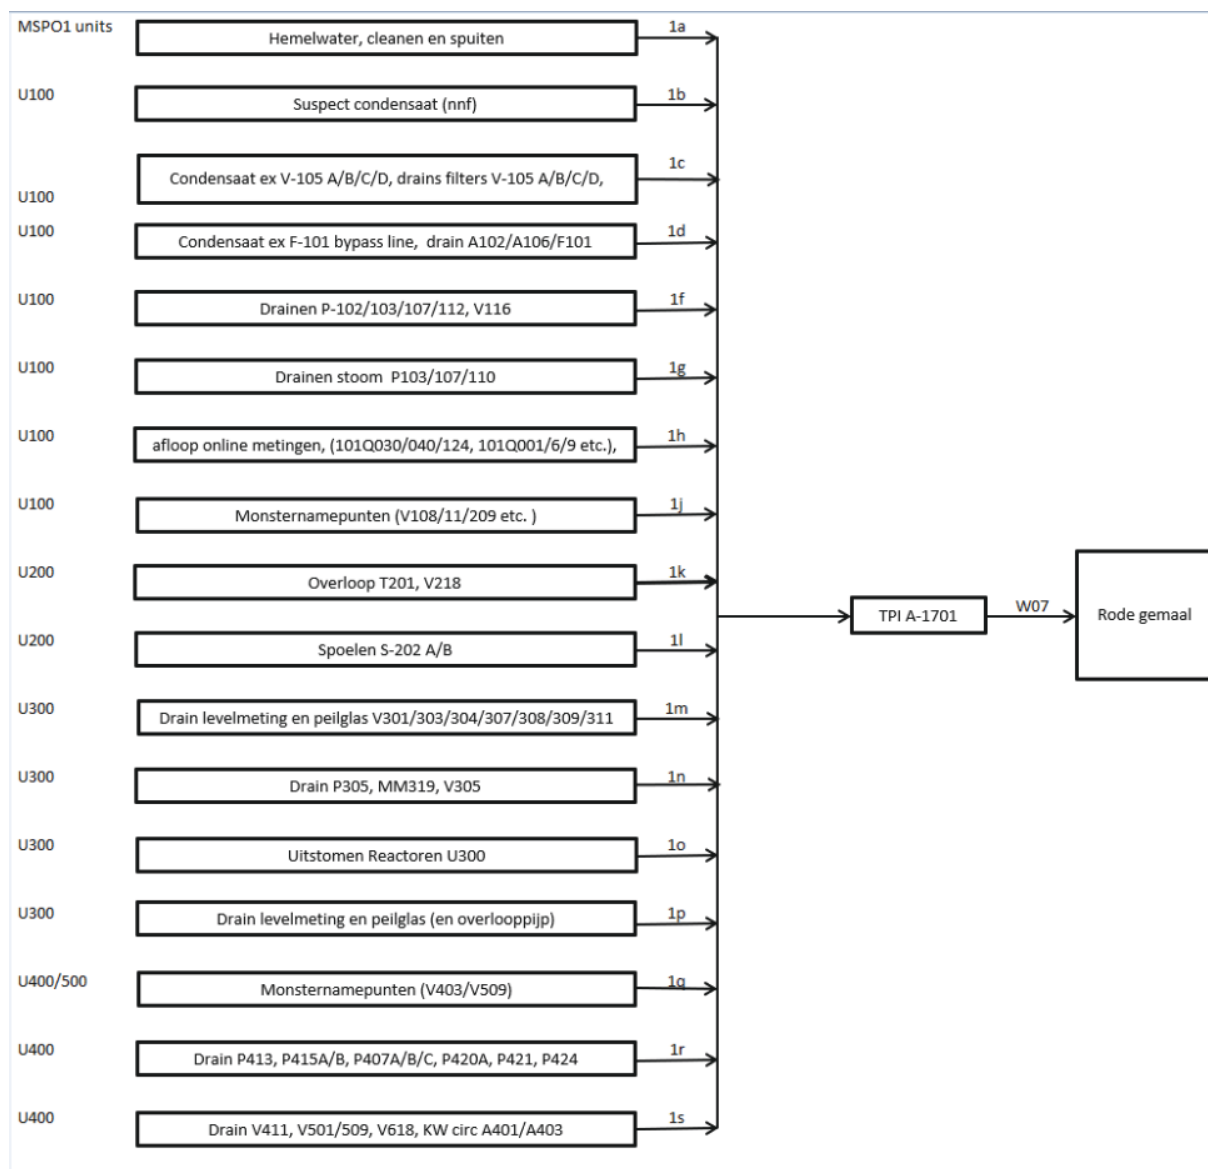 MSPO1 units
Hemelwater, cleanen en spuiten
1a
U100
Suspect condensaat (nnf)
1b
U100
Condensaat ex V-105 A/B/C/D, drains filters V-105 A/B/C/D,
1c
U100
Condensaat ex F-101 bypass line, drain A102/A106/F101
1d
U100
Drainen P-102/103/107/112, V116
1f
U100
Drainen stoom P103/107/110
1g
U100
afloop online metingen, (101Q030/040/124, 101Q001/6/9 etc.),
1h
U100
Monsternamepunten (V108/11/209 etc. )
1j
U200
Overloop T201, V218
1k
TPI A-1701
W07
Rode gemaal
U200
Spoelen S-202 A/B
1l
U300
Drain levelmeting en peilglas V301/303/304/307/308/309/311
1m
U300
Drain P305, MM319, V305
1n
U300
Uitstomen Reactoren U300
1o
U300
Drain levelmeting en peilglas (en overlooppijp)
1p
U400/500
Monsternamepunten (V403/V509)
1q
U400
Drain P413, P415A/B, P407A/B/C, P420A, P421, P424
1r
U400
Drain V411, V501/509, V618, KW circ A401/A403
1s